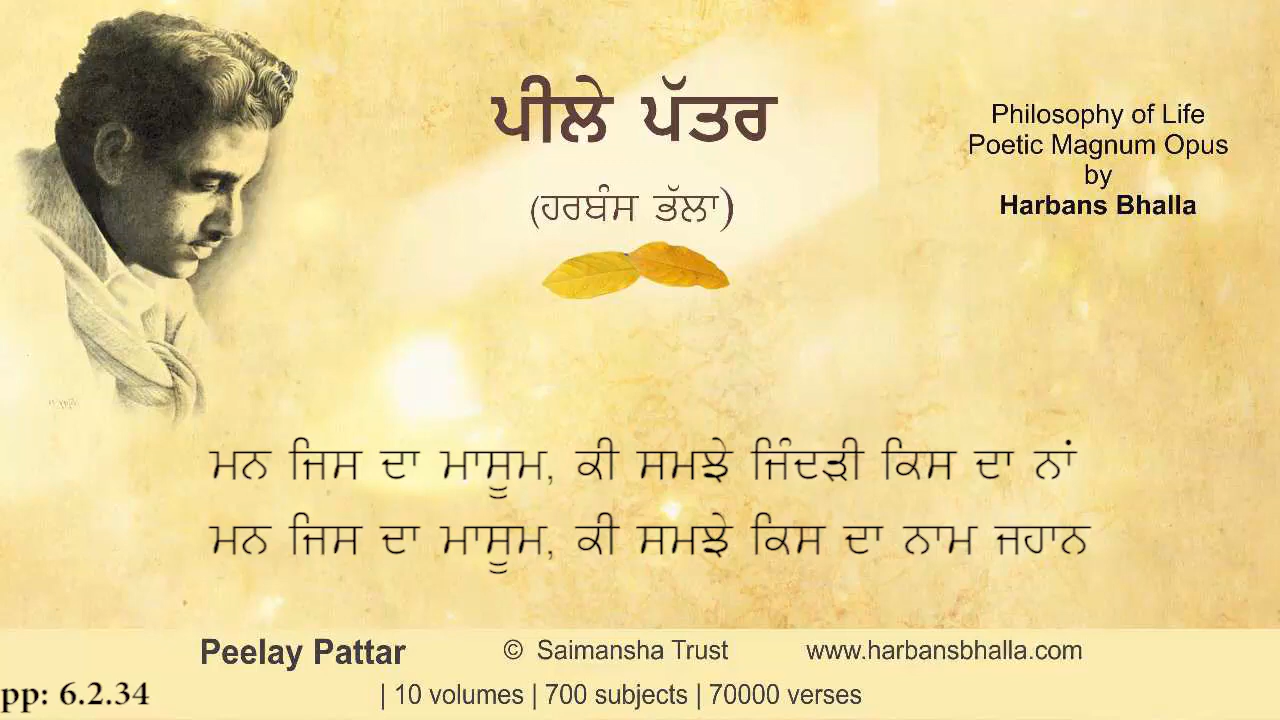 ਪੀਲੇ ਪੱਤਰ
(ਹਰਬੰਸ ਭੱਲਾ)
Philosophy of Life
Poetic Magnum Opus
by
Harbans Bhalla
ਮਨ ਜਿਸ ਦਾ ਮਾਸੂਮ, ਕੀ ਸਮਝੇ ਜਿੰਦੜੀ ਕਿਸ ਦਾ ਨਾਂ
ਮਨ ਜਿਸ ਦਾ ਮਾਸੂਮ, ਕੀ ਸਮਝੇ ਕਿਸ ਦਾ ਨਾਮ ਜਹਾਨ
Peelay Pattar © Saimansha Trust www.harbansbhalla.com
pp: 6.2.34 | 10 volumes | 700 subjects | 70000 verses